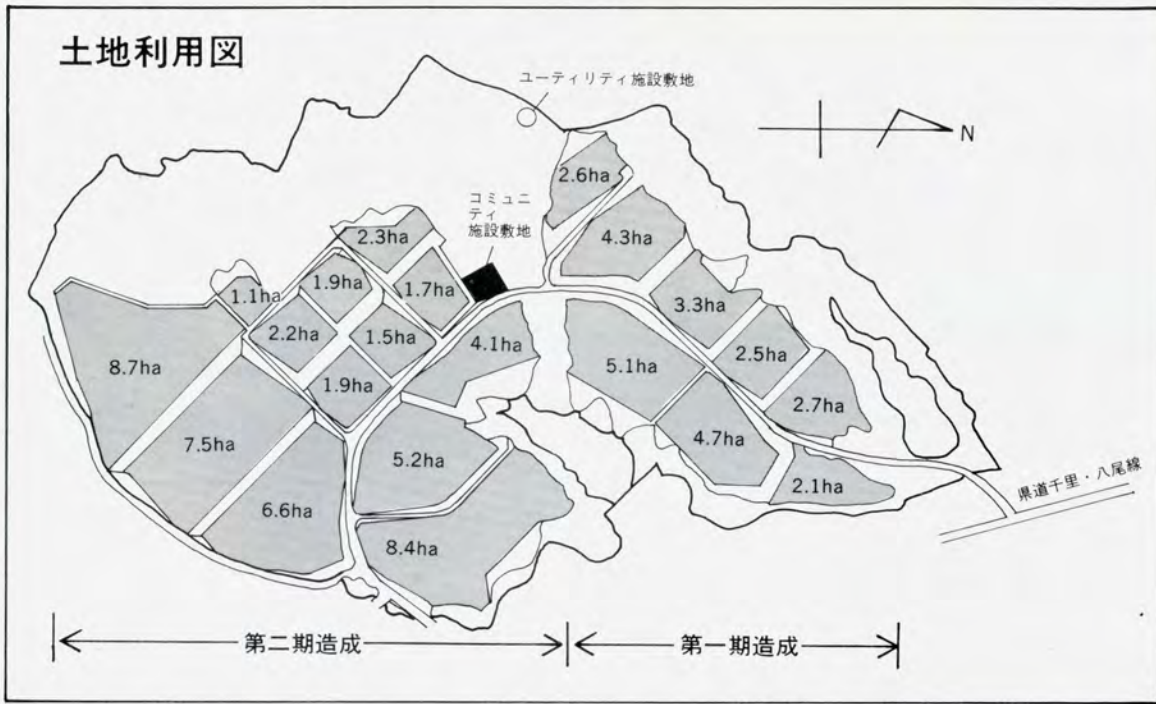 土地利用図
ユーティリティ施設敷地
N
2.6ha
コミュニ
ティ
施設敷地
4.3ha
2.3ha
1.9ha
1.7ha
1.1ha
3.3ha
2.2ha
1.5ha
4.1ha
2.5ha
8.7ha
5.1ha
1.9ha
2.7ha
7.5ha
5.2ha
4.7ha
2.1ha
県道千里・八尾線
6.6ha
8.4ha
第二期造成
第一期造成